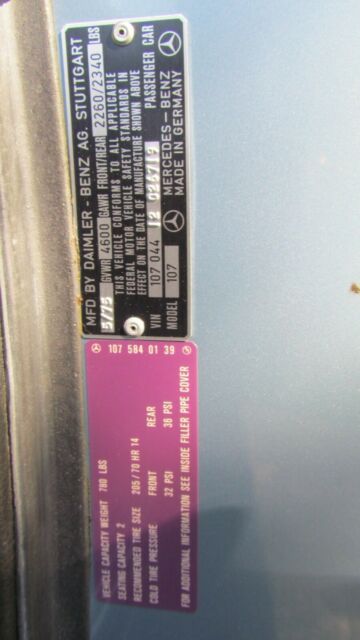 MFD BY DAIMLER - BENZ AG. STUTTGART
5/75 GVWR 4600 GAWR FRONT/REAR 2260/2340 LBS
THIS VEHICLE CONFORMS TO ALL APPLICABLE
FEDERAL MOTOR VEHICLE SAFETY STANDARDS IN
EFFECT ON THE DATE OF MANUFACTURE SHOWN ABOVE
VIN 107 044 12 026719 PASSENGER CAR
MODEL 107 MERCEDES-BENZ
MADE IN GERMANY
107 584 01 39
VEHICLE CAPACITY WEIGHT 780 LBS
SEATING CAPACITY 2
RECOMMENDED TIRE SIZE 205/70 HR 14
COLD TIRE PRESSURE FRONT REAR
32 PSI 36 PSI
FOR ADDITIONAL INFORMATION SEE INSIDE FILLER PIPE COVER